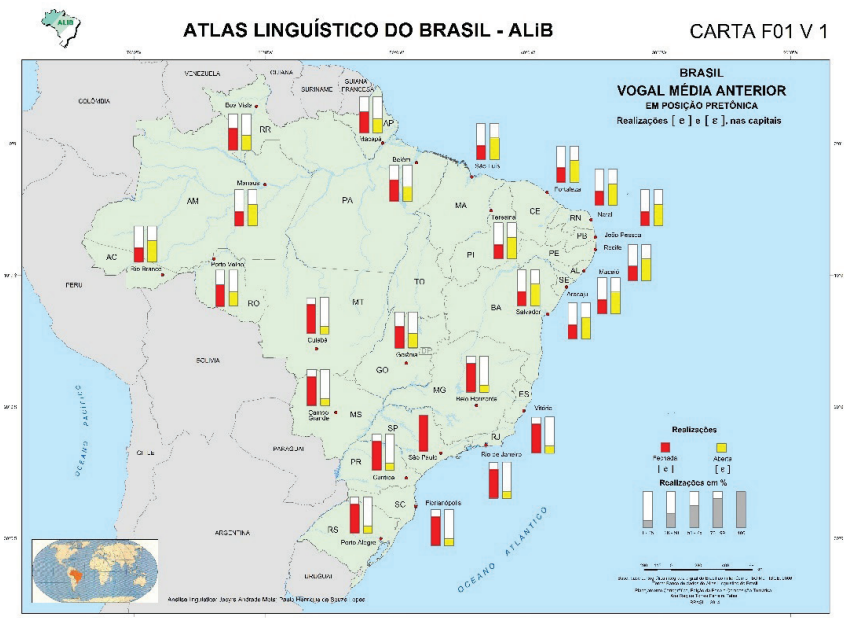 ALiB
ATLAS LINGUÍSTICO DO BRASIL - ALiB
CARTA F01 V 1
BRASIL
VOGAL MÉDIA ANTERIOR
EM POSIÇÃO PRETÔNICA
Realizações [ e ] e [ ɛ ], nas capitais
VENEZUELA
GUIANA
SURINAME
GUIANA
FRANCESA
COLÔMBIA
Boa Vista
RR
AP
Macapá
Belém
São Luís
Fortaleza
Manaus
AM
PA
MA
Teresina
CE
RN
Natal
PB
João Pessoa
Recife
PI
PE
AL
Maceió
SE
Aracaju
AC
Rio Branco
Porto Velho
RO
MT
TO
BA
Salvador
PERU
Cuiabá
Goiânia
DF
GO
BOLIVIA
MG
Belo Horizonte
ES
Vitória
Campo
Grande
MS
SP
São Paulo
RJ
Rio de Janeiro
PARAGUAI
CHILE
OCEANO PACÍFICO
PR
Curitiba
SC
Florianópolis
RS
Porto Alegre
ARGENTINA
URUGUAI
OCEANO ATLÂNTICO
Realizações
Fechada
[ e ]
Aberta
[ ɛ ]
Realizações em %